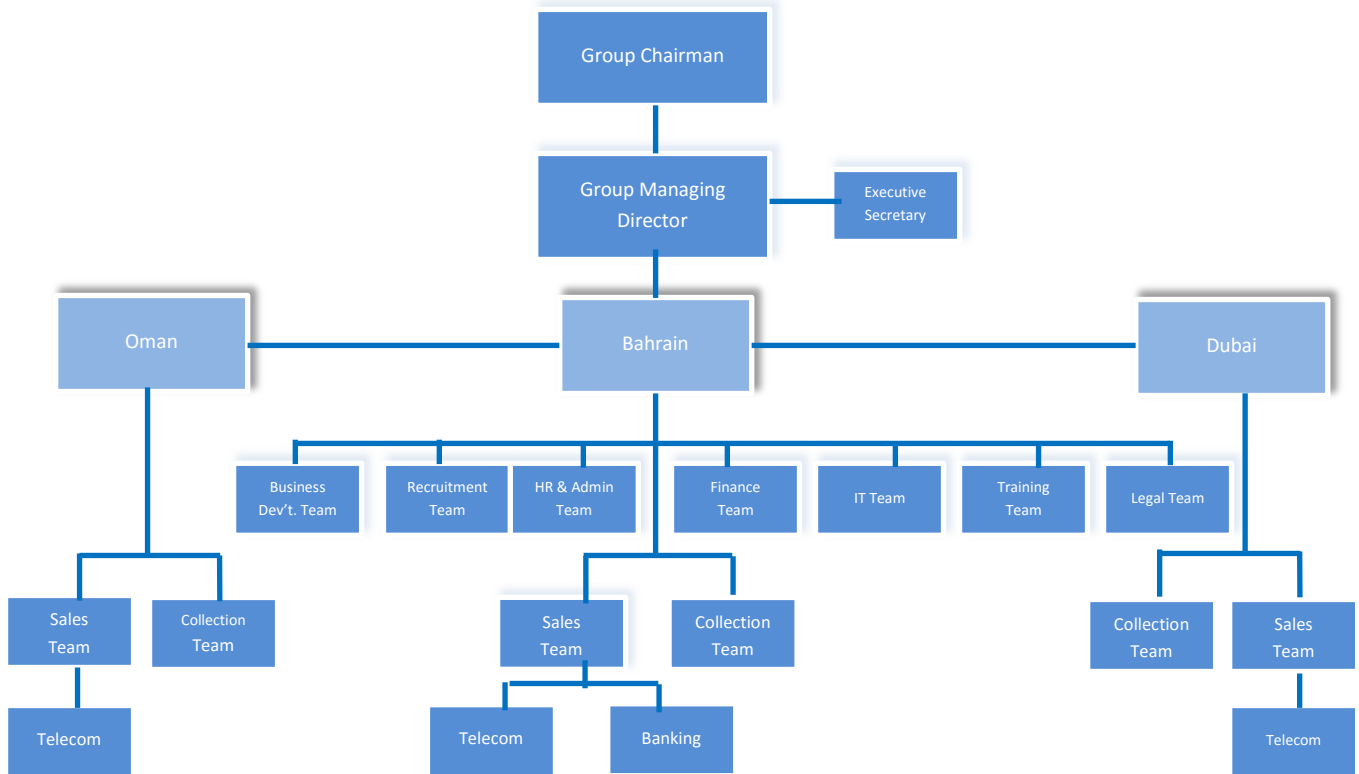 Group Chairman
Group Managing
Director
Executive
Secretary
Oman
Bahrain
Dubai
Business
Dev’t. Team
Recruitment
Team
HR & Admin
Team
Finance
Team
IT Team
Training
Team
Legal Team
Sales
Team
Collection
Team
Sales
Team
Collection
Team
Collection
Team
Sales
Team
Telecom
Telecom
Banking
Telecom